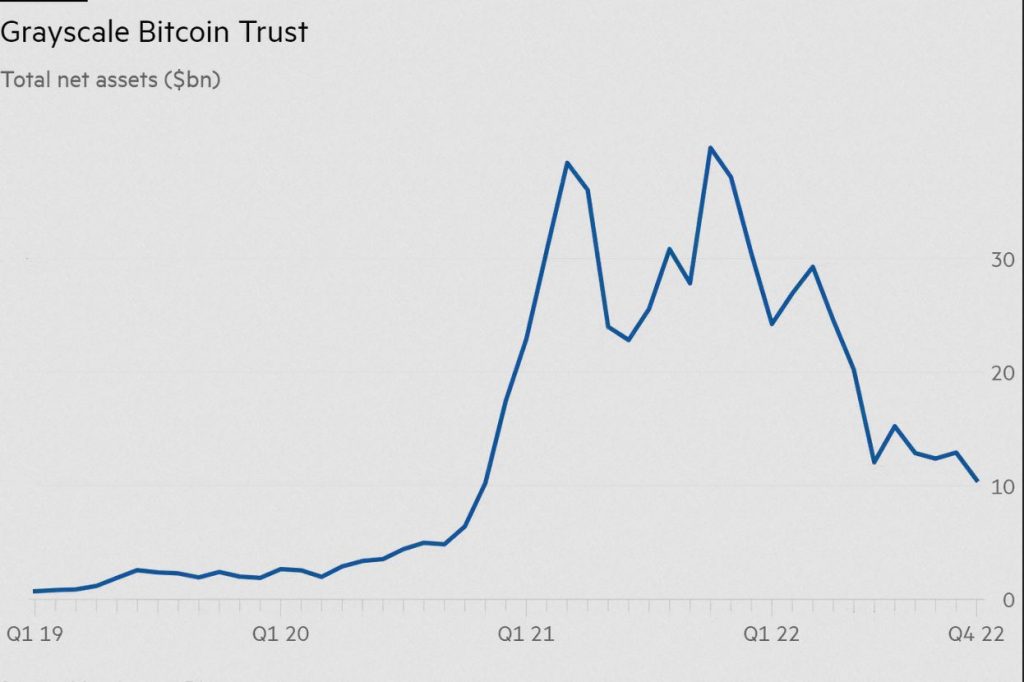 Grayscale Bitcoin Trust
Total net assets ($bn)
30
20
10
0
Q1 19 Q1 20 Q1 21 Q1 22 Q4 22